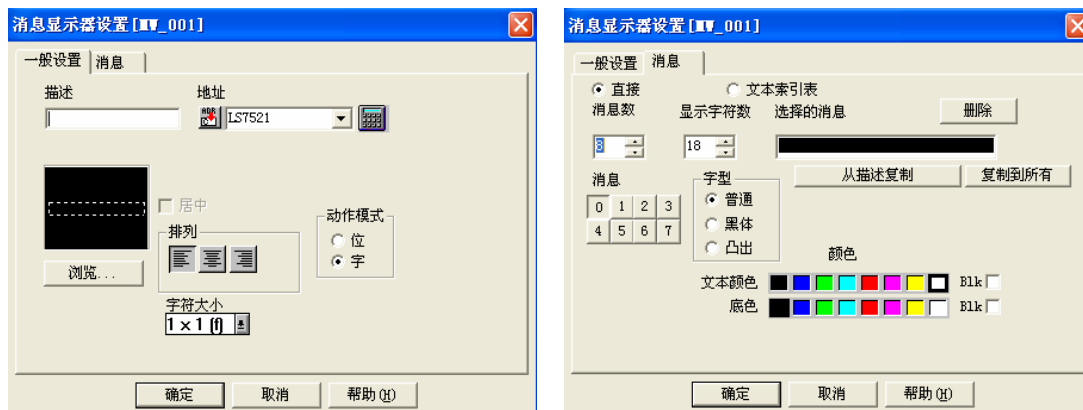 消息显示器设置[MW_001]
一般设置 消息
描述 地址
LS7521
居中
排列
动作模式
位
字
浏览...
字符大小
1×1 (f)
确定 取消 帮助(H)
消息显示器设置[MW_001]
一般设置 消息
直接 文本索引表
消息数 显示字符数 选择的消息 删除
8 18
从描述复制 复制到所有
消息 字型
0 1 2 3
4 5 6 7
普通
黑体
凸出
颜色
文本颜色 Blk
底色 Blk
确定 取消 帮助(H)